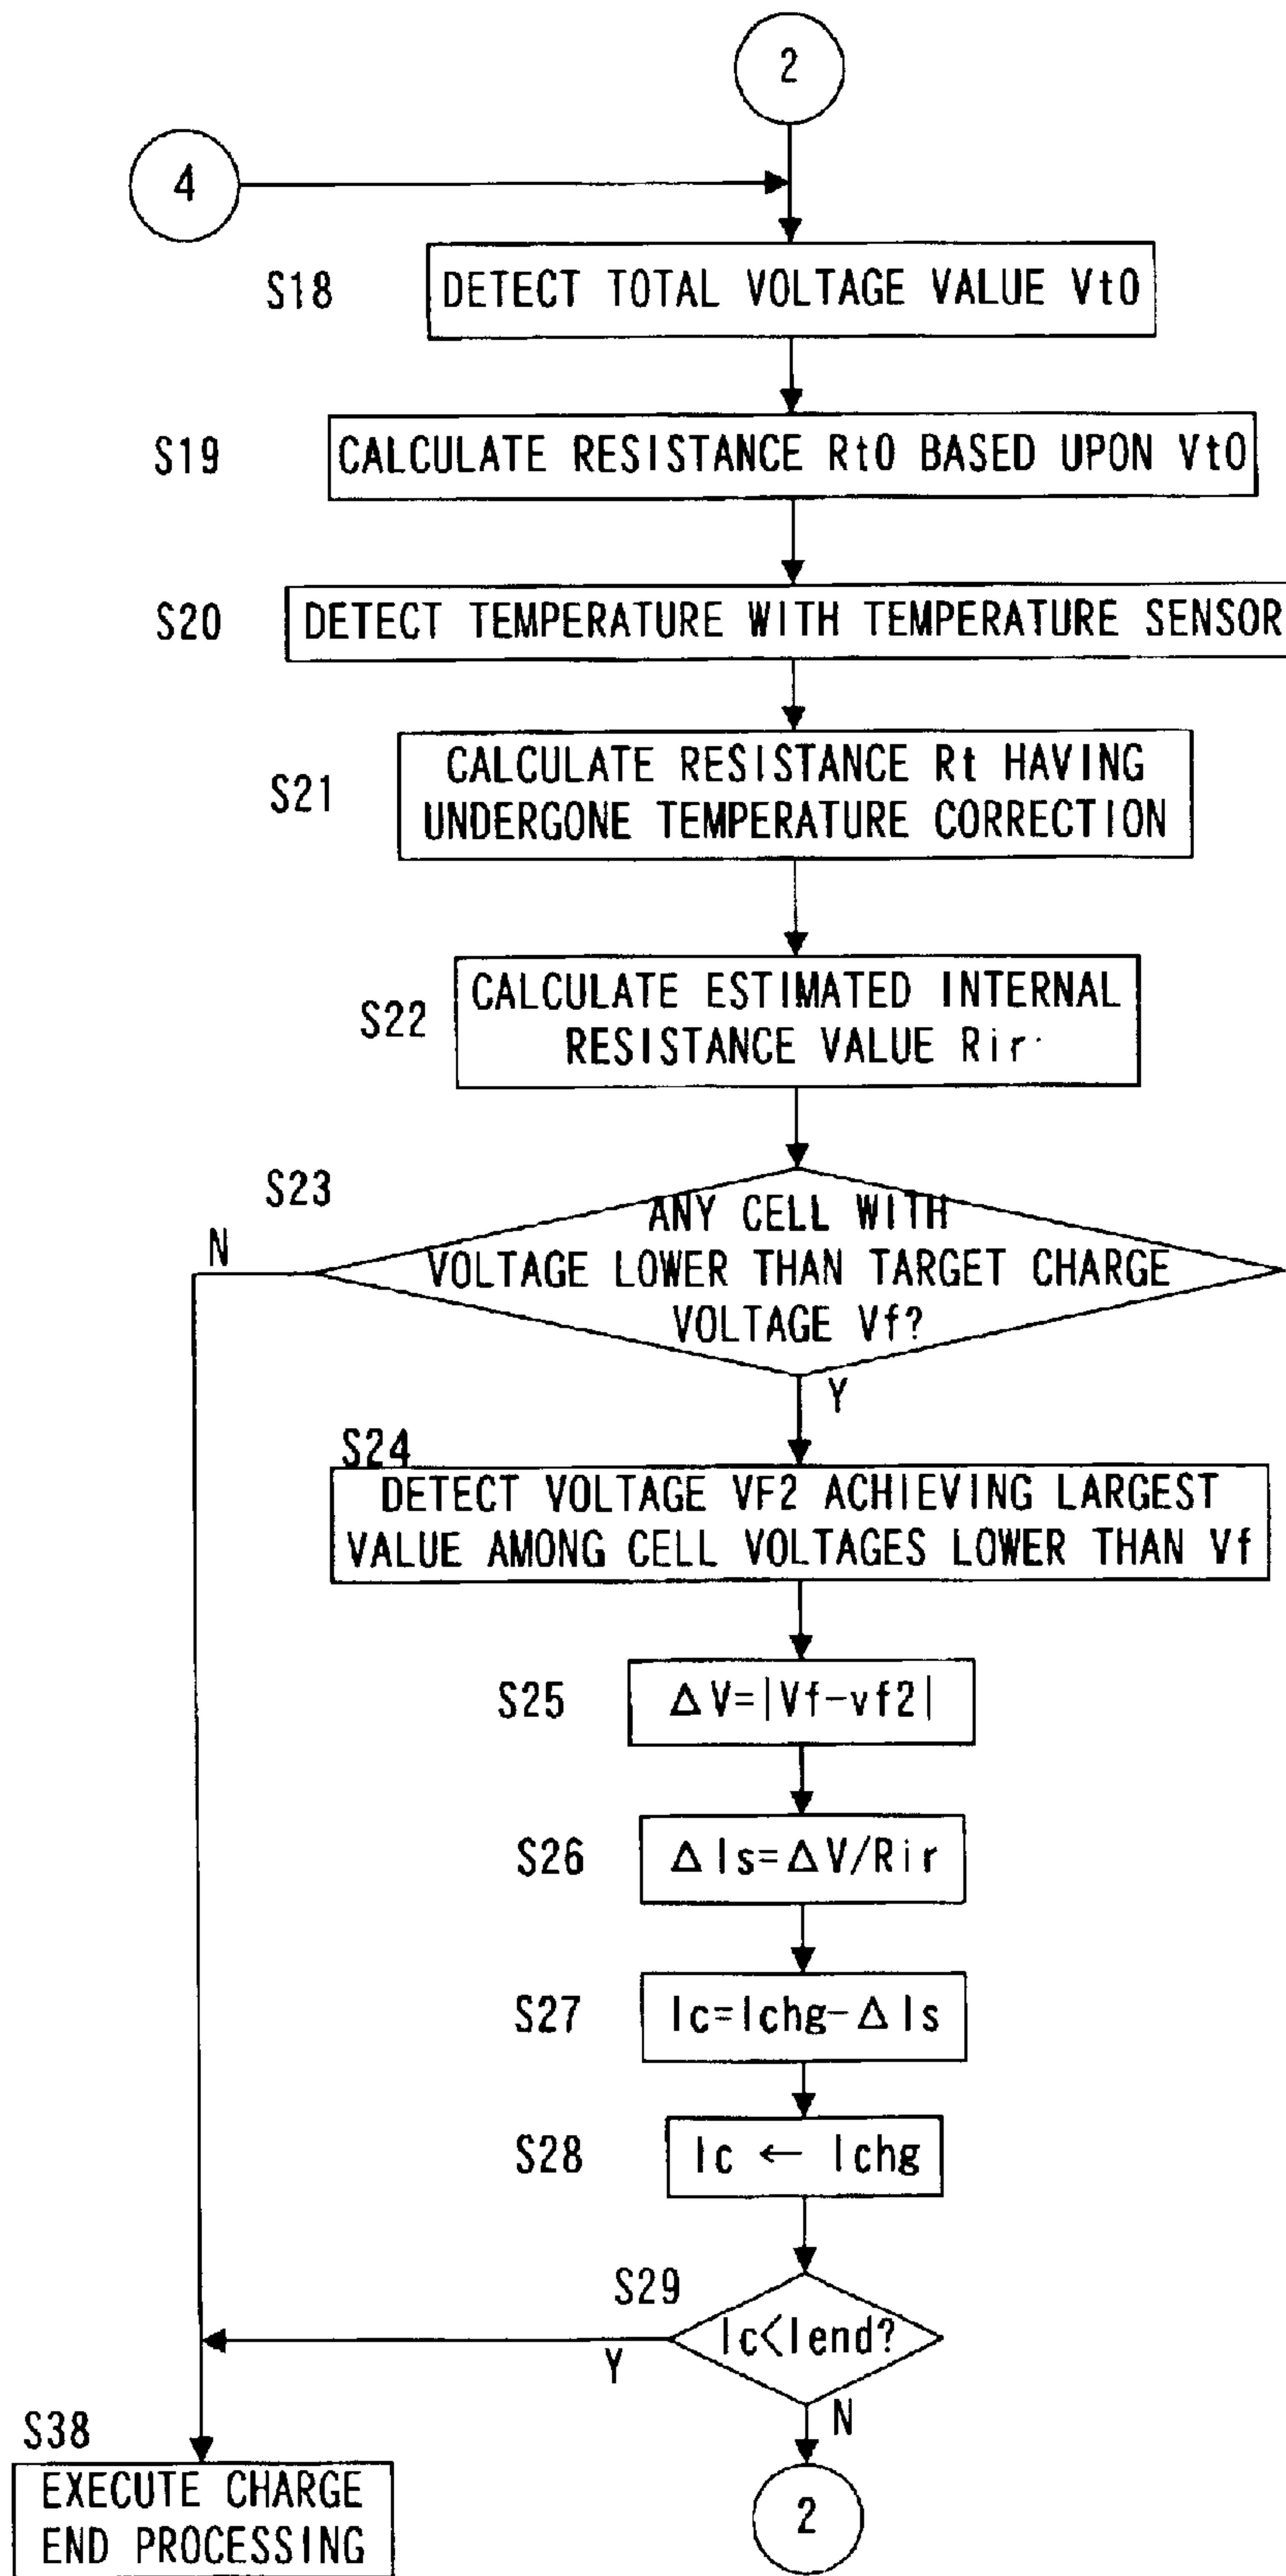 2
4
S18
DETECT TOTAL VOLTAGE VALUE Vt0
S19
CALCULATE RESISTANCE Rt0 BASED UPON Vt0
S20
DETECT TEMPERATURE WITH TEMPERATURE SENSOR
S21
CALCULATE RESISTANCE Rt HAVING
UNDERGONE TEMPERATURE CORRECTION
S22
CALCULATE ESTIMATED INTERNAL
RESISTANCE VALUE Rir
S23
N
ANY CELL WITH
VOLTAGE LOWER THAN TARGET CHARGE
VOLTAGE Vf?
Y
S24
DETECT VOLTAGE VF2 ACHIEVING LARGEST
VALUE AMONG CELL VOLTAGES LOWER THAN Vf
S25
ΔV=|Vf-vf2|
S26
ΔIs=ΔV/Rir
S27
Ic=Ichg-ΔIs
S28
Ic ← Ichg
S29
Ic<Iend?
Y
N
S38
EXECUTE CHARGE
END PROCESSING
2